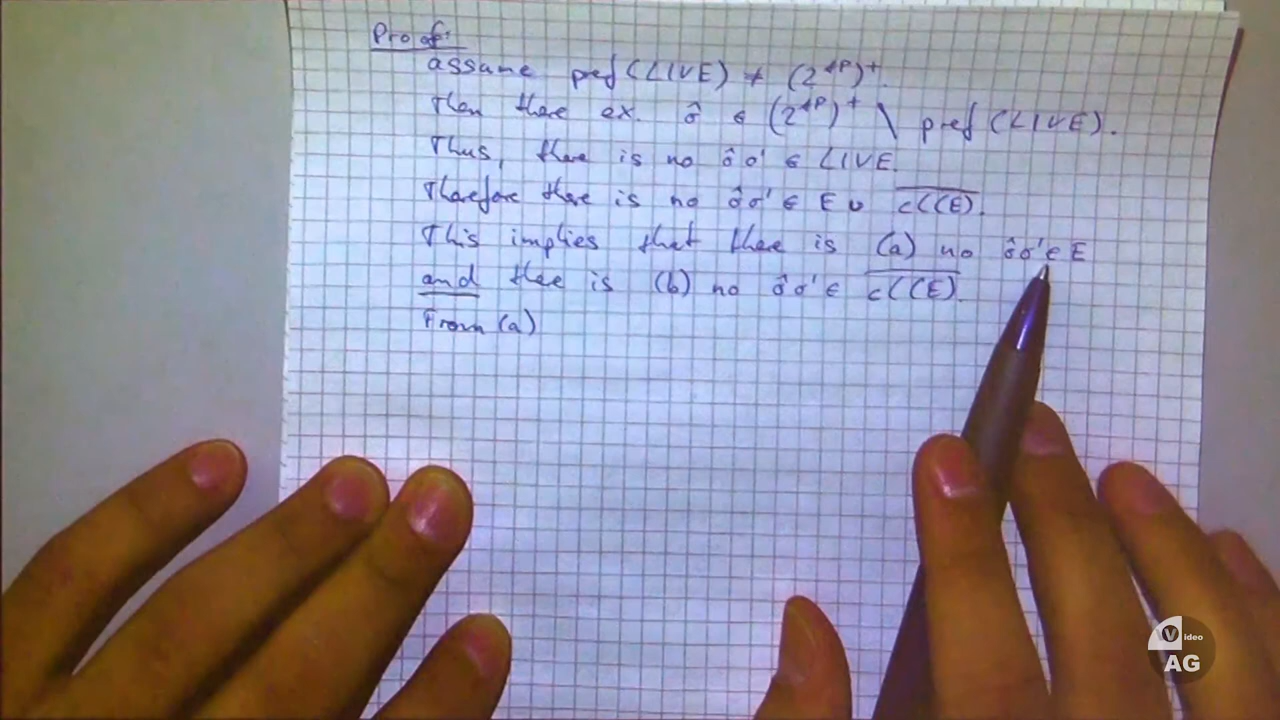 Proof:
assume pref(LIVE) ≠ (2^AP)^+.
Then there ex. σ̂ ∈ (2^AP)^+ \ pref(LIVE).
Thus, there is no σ̂σ' ∈ LIVE.
Therefore there is no σ̂σ' ∈ E ∪ \overline{cl(E)}.
This implies that there is (a) no σ̂σ' ∈ E
and there is (b) no σ̂σ' ∈ \overline{cl(E)}.
From (a)
Video
AG